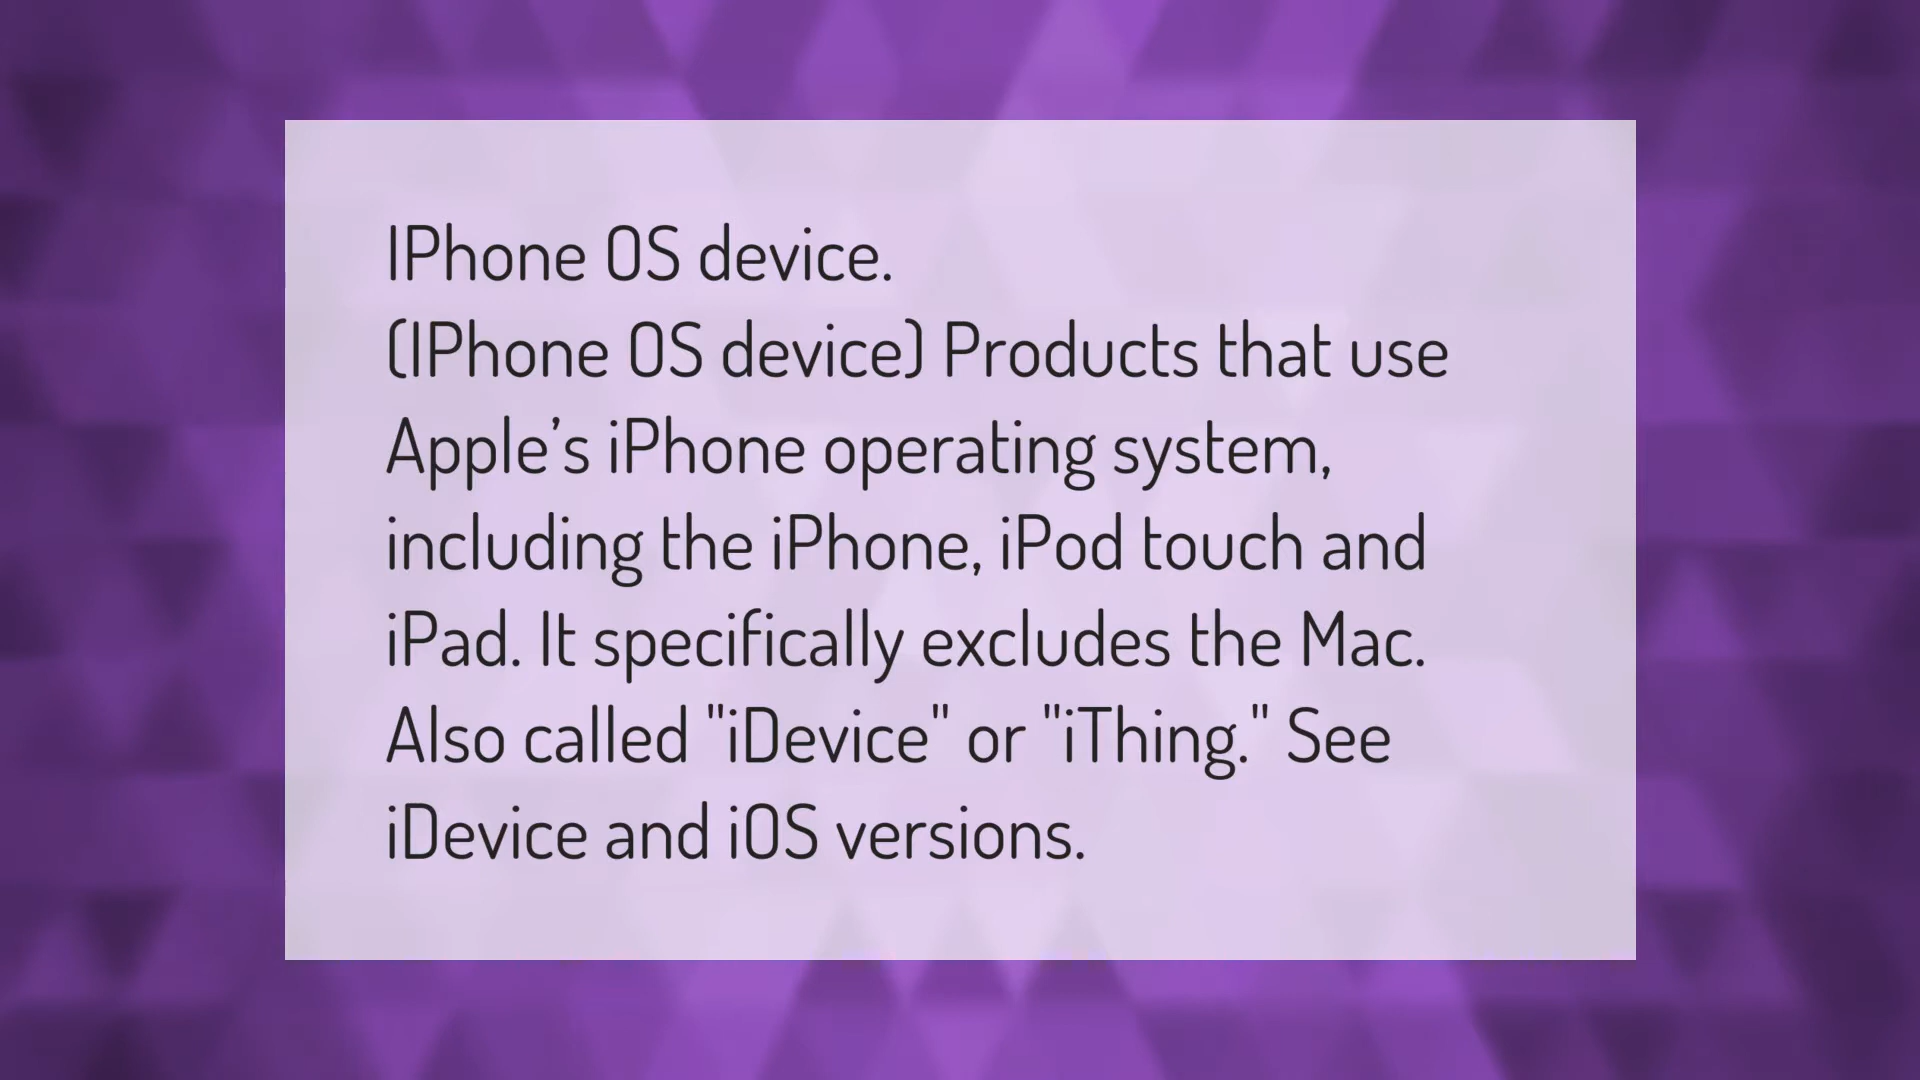 IPhone OS device.
(IPhone OS device) Products that use
Apple’s iPhone operating system,
including the iPhone, iPod touch and
iPad. It specifically excludes the Mac.
Also called "iDevice" or "iThing." See
iDevice and iOS versions.